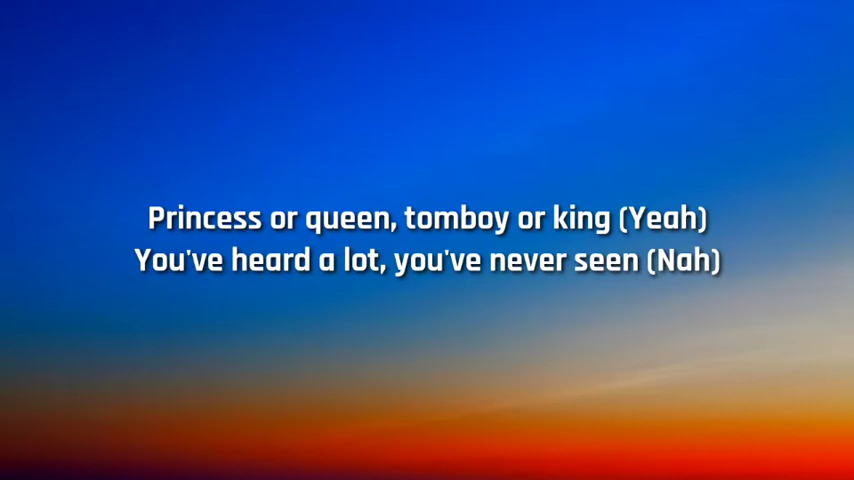 Princess or queen, tomboy or king (Yeah)
You've heard a lot, you've never seen (Nah)